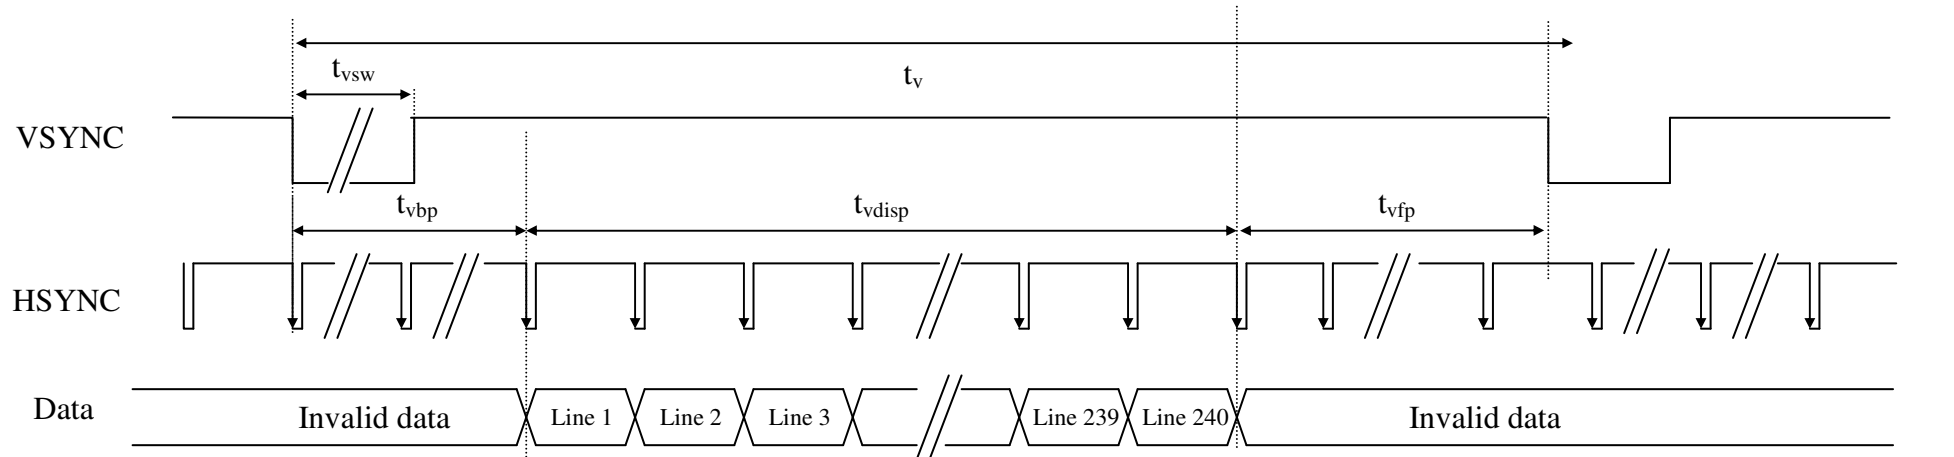 tvsw
tv
VSYNC
tvbp
tvdisp
tvfp
HSYNC
Data
Invalid data
Line 1
Line 2
Line 3
Line 239
Line 240
Invalid data